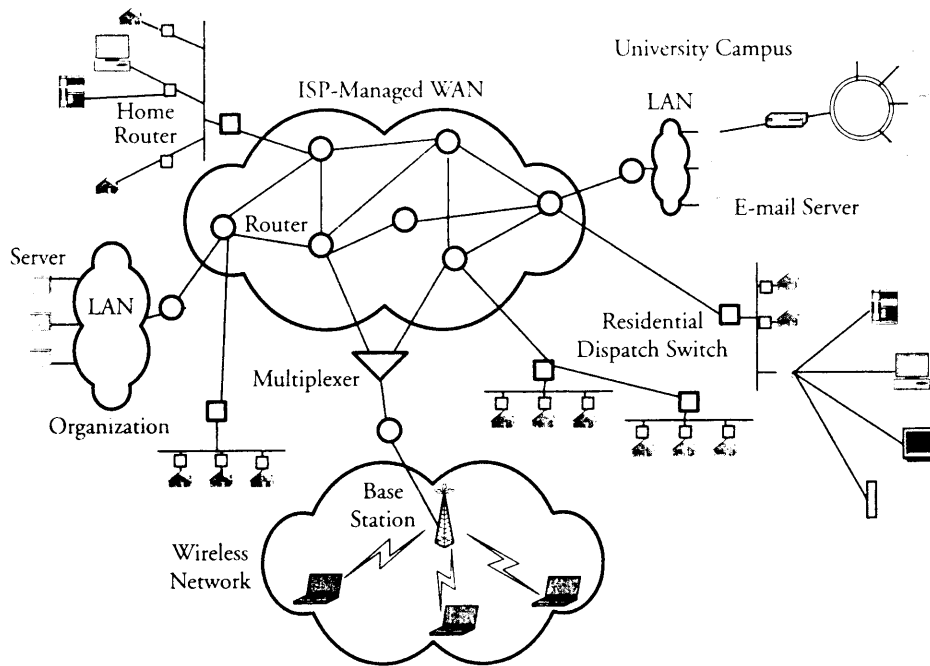 University Campus
ISP-Managed WAN
LAN
Home
Router
E-mail Server
Router
Server
LAN
Residential
Dispatch Switch
Multiplexer
Organization
Base
Station
Wireless
Network